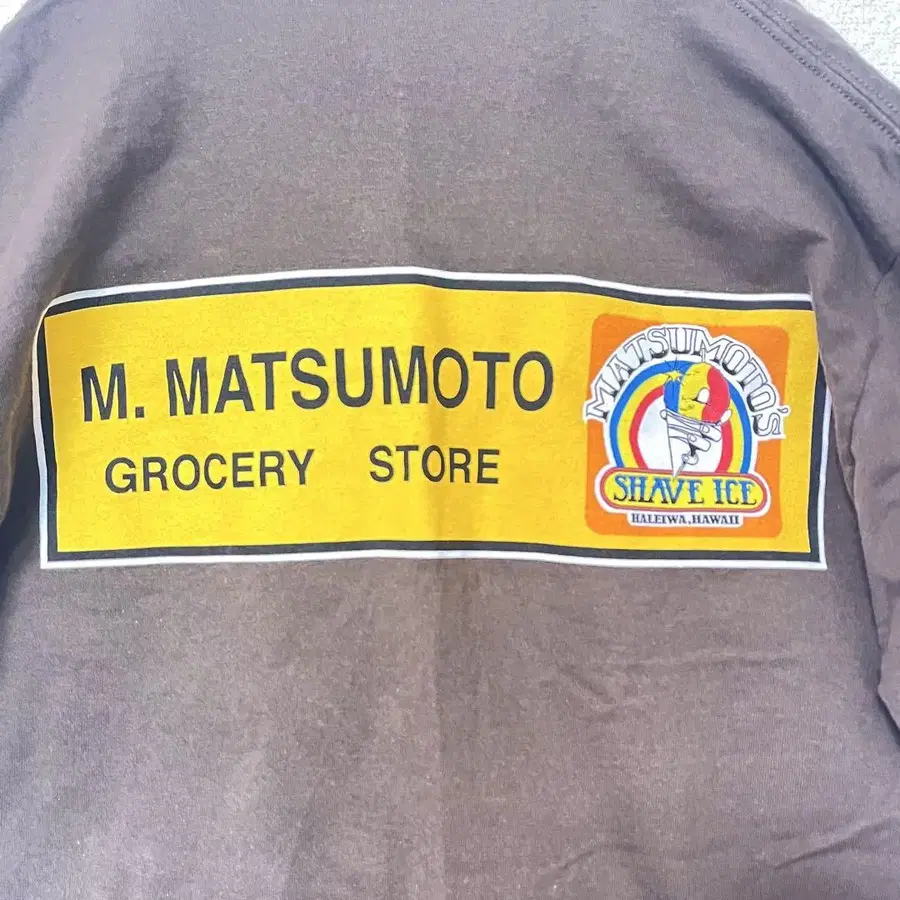 M. MATSUMOTO
GROCERY STORE
MATSUMOTO'S
SHAVE ICE
HALEIWA, HAWAII